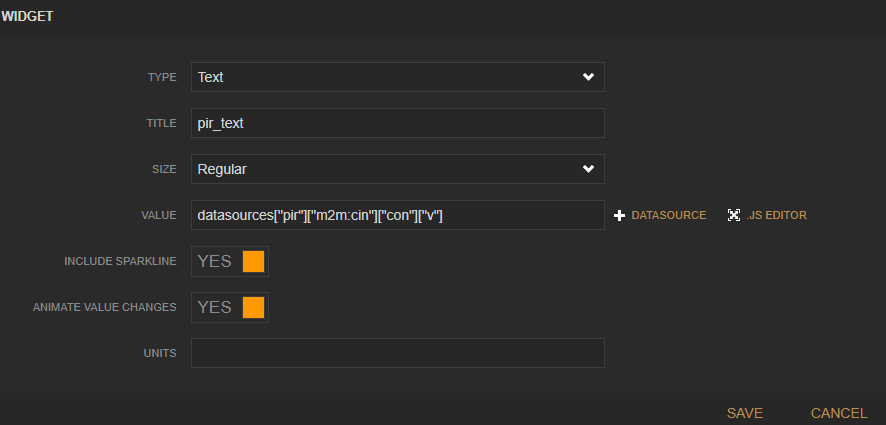 WIDGET
TYPE Text
TITLE pir_text
SIZE Regular
VALUE datasources["pir"]["m2m:cin"]["con"]["v"] DATASOURCE .JS EDITOR
INCLUDE SPARKLINE YES
ANIMATE VALUE CHANGES YES
UNITS
SAVE CANCEL